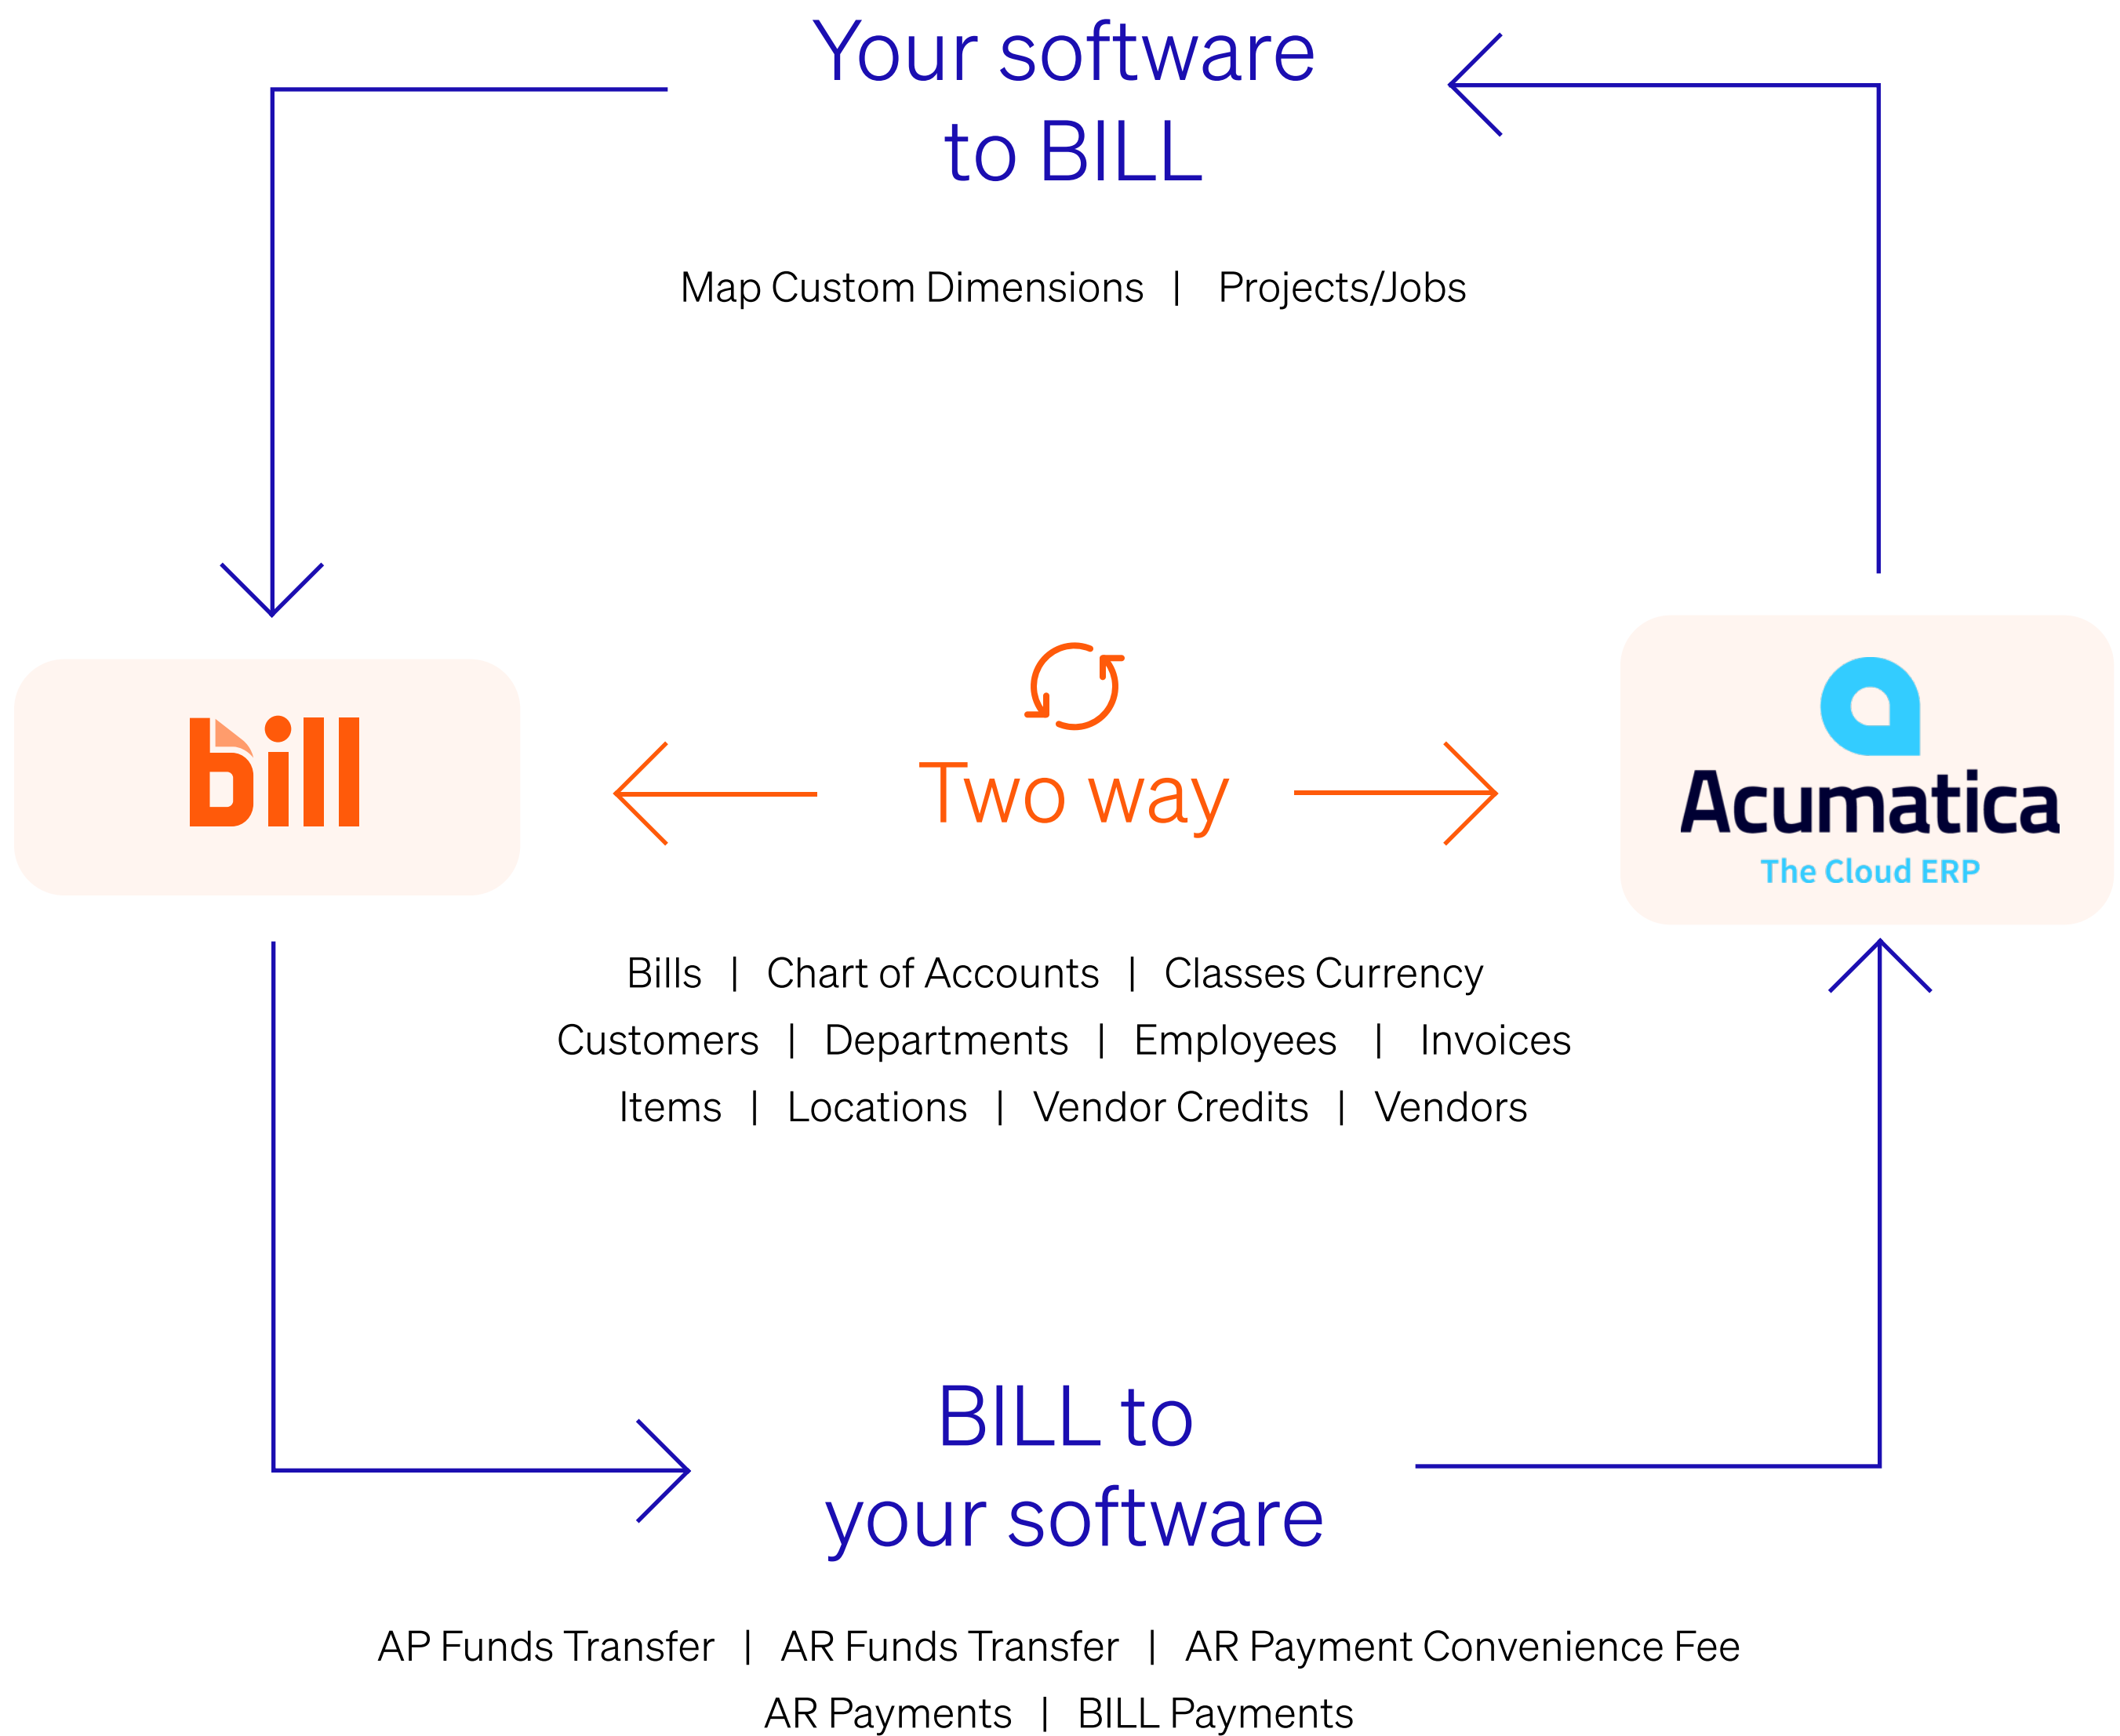 Your software
to BILL
Map Custom Dimensions | Projects/Jobs
bill
Two way
Acumatica
The Cloud ERP
Bills | Chart of Accounts | Classes Currency
Customers | Departments | Employees | Invoices
Items | Locations | Vendor Credits | Vendors
BILL to
your software
AP Funds Transfer | AR Funds Transfer | AR Payment Convenience Fee
AR Payments | BILL Payments